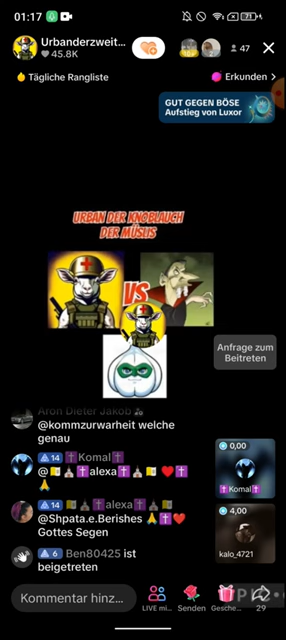 01:17
71
Urbanderzweit...
45.8K
47
Tägliche Rangliste
Erkunden >
GUT GEGEN BÖSE
Aufstieg von Luxor
URBAN DER KNOBLAUCH
DER MÜSLIS
VS
Anfrage zum
Beitreten
Aron Dieter Jakob
@kommzurwarheit welche
genau
0,00
14 Komal
@ alexa
Komal
14 alexa
@Shpata.e.Berishes
Gottes Segen
4,00
kalo_4721
6 Ben80425 ist
beigetreten
Kommentar hinz...
LIVE mi...
Senden
Gesche...
29